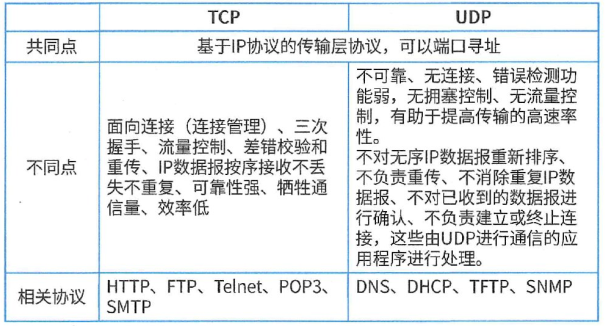 TCP
UDP
共同点
基于IP协议的传输层协议，可以端口寻址
不同点
面向连接（连接管理）、三次
握手、流量控制、差错校验和
重传、IP数据报按序接收不丢
失不重复、可靠性强、牺牲通
信量、效率低
不可靠、无连接、错误检测功
能弱，无拥塞控制、无流量控
制，有助于提高传输的高速率
性。
不对无序IP数据报重新排序、
不负责重传、不消除重复IP数
据报、不对已收到的数据报进
行确认、不负责建立或终止连
接，这些由UDP进行通信的应
用程序进行处理。
相关协议
HTTP、FTP、Telnet、POP3、
SMTP
DNS、DHCP、TFTP、SNMP